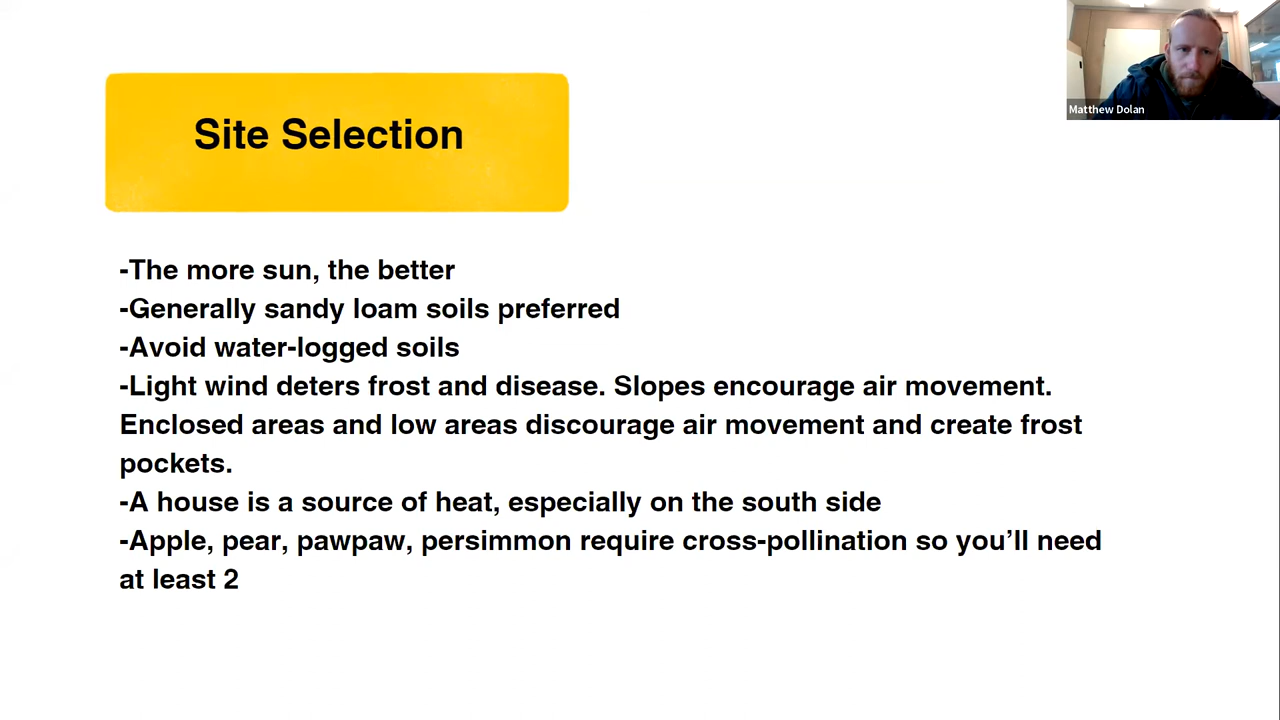 Matthew Dolan
Site Selection
-The more sun, the better
-Generally sandy loam soils preferred
-Avoid water-logged soils
-Light wind deters frost and disease. Slopes encourage air movement.
Enclosed areas and low areas discourage air movement and create frost
pockets.
-A house is a source of heat, especially on the south side
-Apple, pear, pawpaw, persimmon require cross-pollination so you’ll need
at least 2